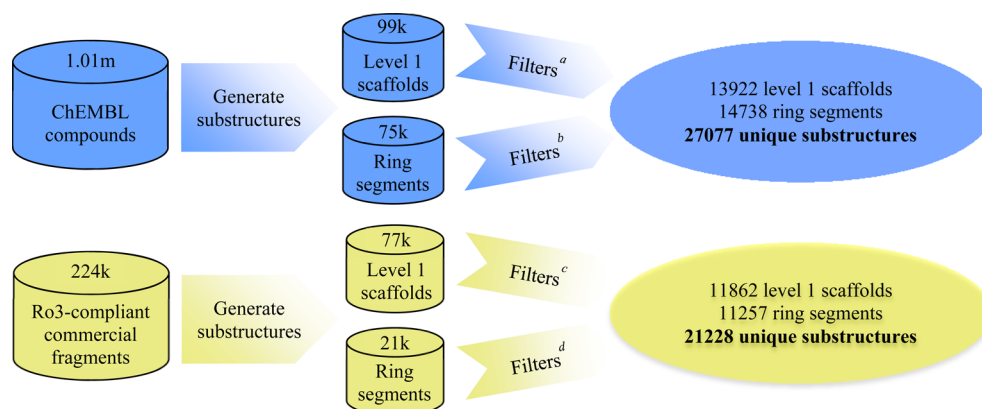 1.01m
ChEMBL
compounds
Generate
substructures
99k
Level 1
scaffolds
75k
Ring
segments
Filters a
Filters b
13922 level 1 scaffolds
14738 ring segments
27077 unique substructures
224k
Ro3-compliant
commercial
fragments
Generate
substructures
77k
Level 1
scaffolds
21k
Ring
segments
Filters c
Filters d
11862 level 1 scaffolds
11257 ring segments
21228 unique substructures